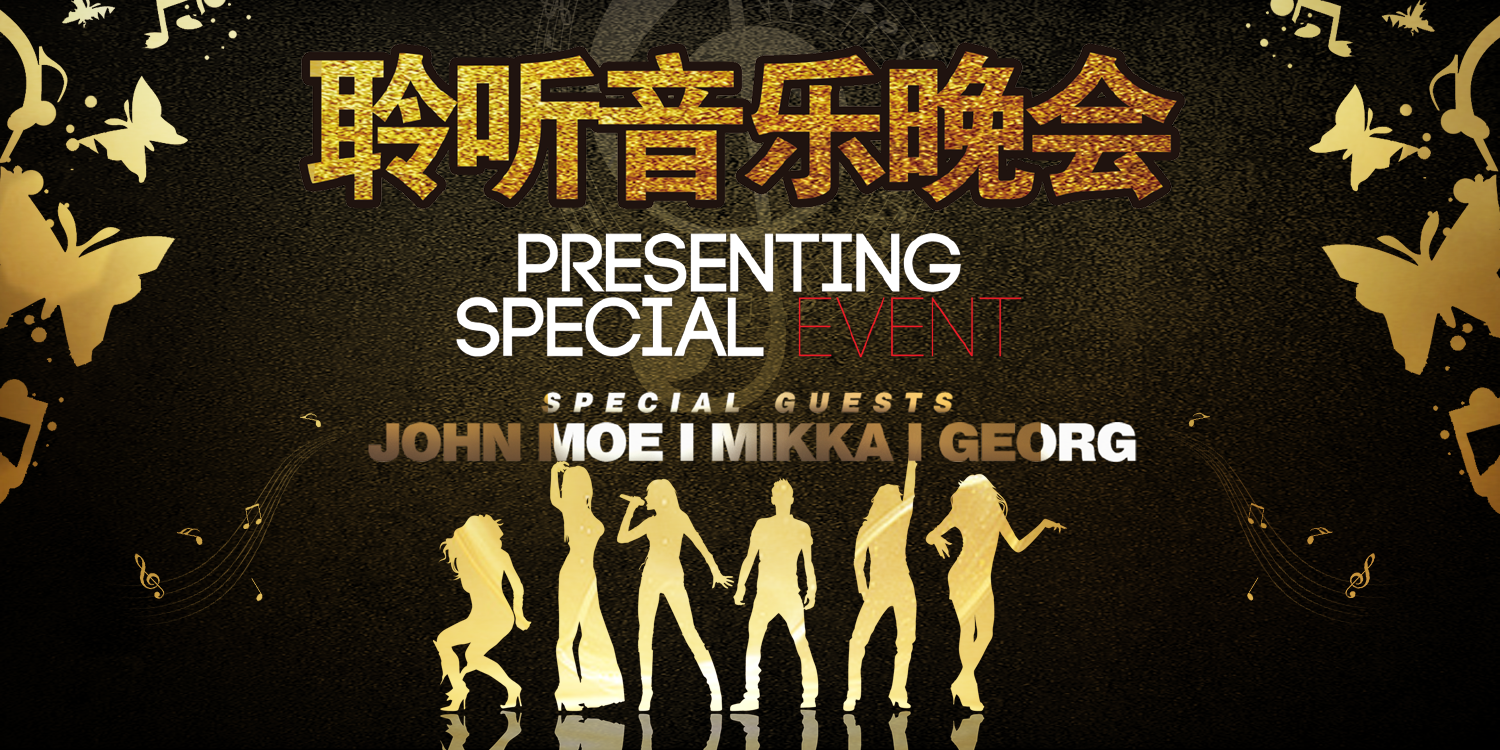 聆听音乐晚会
PRESENTING
SPECIAL EVENT
SPECIAL GUESTS
JOHN MOE I MIKKA I GEORG